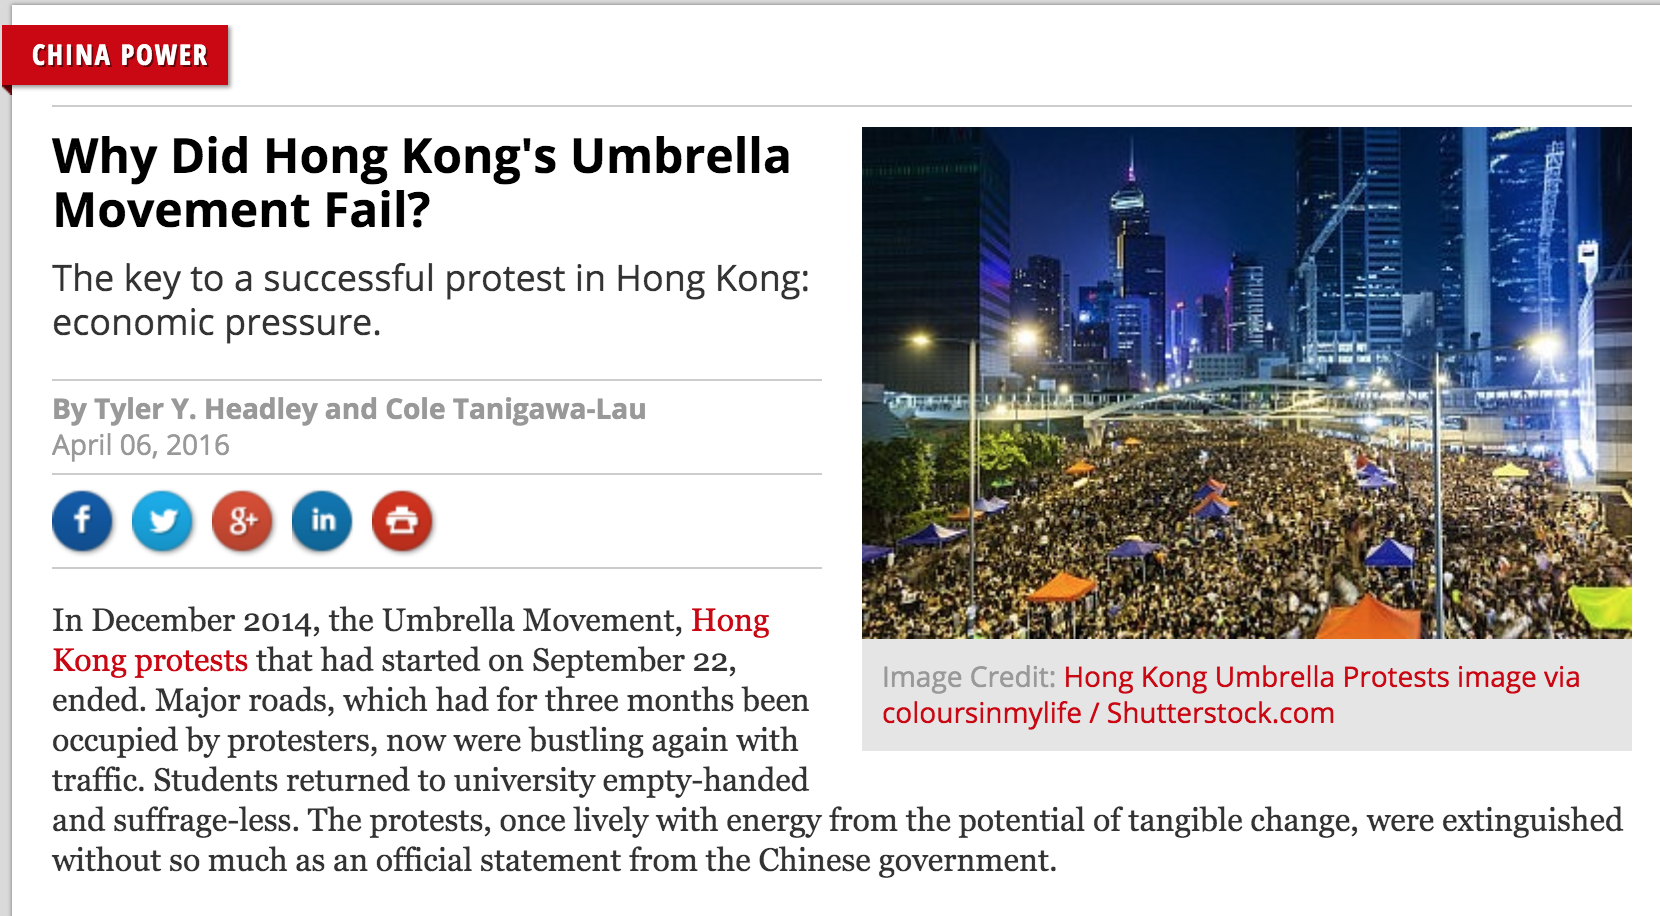 CHINA POWER
Why Did Hong Kong's Umbrella
Movement Fail?
The key to a successful protest in Hong Kong:
economic pressure.
By Tyler Y. Headley and Cole Tanigawa-Lau
April 06, 2016
f
g+
in
In December 2014, the Umbrella Movement, Hong
Kong protests that had started on September 22,
ended. Major roads, which had for three months been
occupied by protesters, now were bustling again with
traffic. Students returned to university empty-handed
and suffrage-less. The protests, once lively with energy from the potential of tangible change, were extinguished
without so much as an official statement from the Chinese government.
Image Credit: Hong Kong Umbrella Protests image via
coloursinmylife / Shutterstock.com